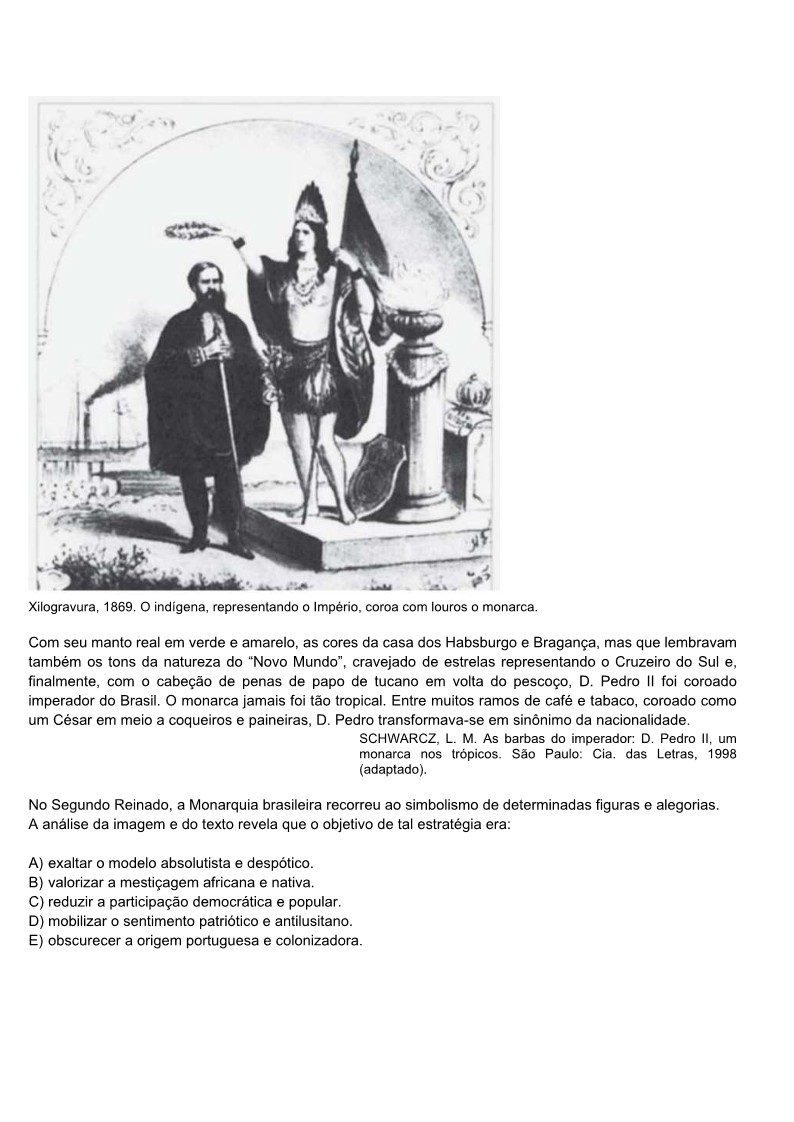 Xilogravura, 1869. O indígena, representando o Império, coroa com louros o monarca.
Com seu manto real em verde e amarelo, as cores da casa dos Habsburgo e Bragança, mas que lembravam
também os tons da natureza do “Novo Mundo”, cravejado de estrelas representando o Cruzeiro do Sul e,
finalmente, com o cabeção de penas de papo de tucano em volta do pescoço, D. Pedro II foi coroado
imperador do Brasil. O monarca jamais foi tão tropical. Entre muitos ramos de café e tabaco, coroado como
um César em meio a coqueiros e paineiras, D. Pedro transformava-se em sinônimo da nacionalidade.
SCHWARCZ, L. M. As barbas do imperador: D. Pedro II, um
monarca nos trópicos. São Paulo: Cia. das Letras, 1998
(adaptado).
No Segundo Reinado, a Monarquia brasileira recorreu ao simbolismo de determinadas figuras e alegorias.
A análise da imagem e do texto revela que o objetivo de tal estratégia era:
A) exaltar o modelo absolutista e despótico.
B) valorizar a mestiçagem africana e nativa.
C) reduzir a participação democrática e popular.
D) mobilizar o sentimento patriótico e antilusitano.
E) obscurecer a origem portuguesa e colonizadora.